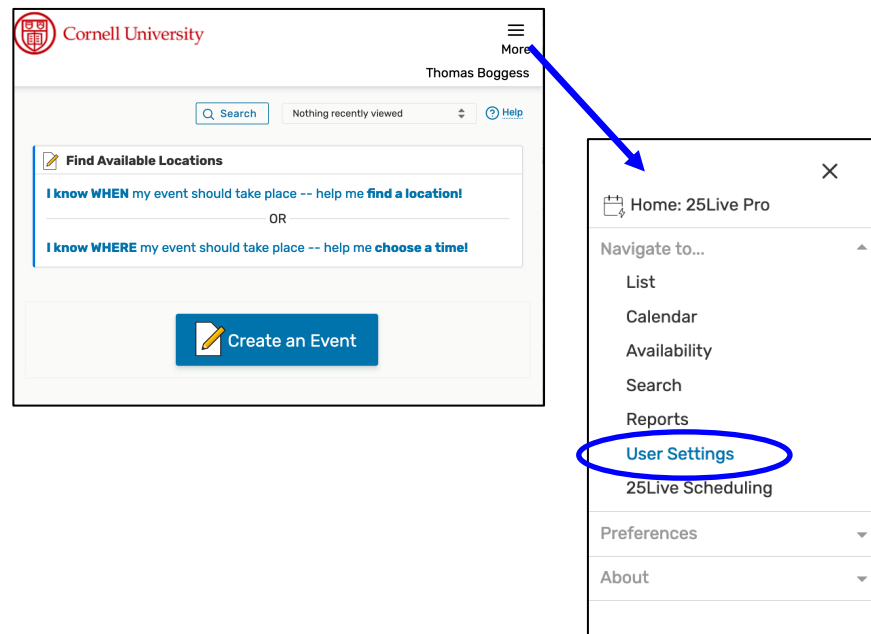 Cornell University
More
Thomas Boggess
Search
Nothing recently viewed
? Help
Find Available Locations
I know WHEN my event should take place -- help me find a location!
OR
I know WHERE my event should take place -- help me choose a time!
Create an Event
Home: 25Live Pro
Navigate to...
List
Calendar
Availability
Search
Reports
User Settings
25Live Scheduling
Preferences
About